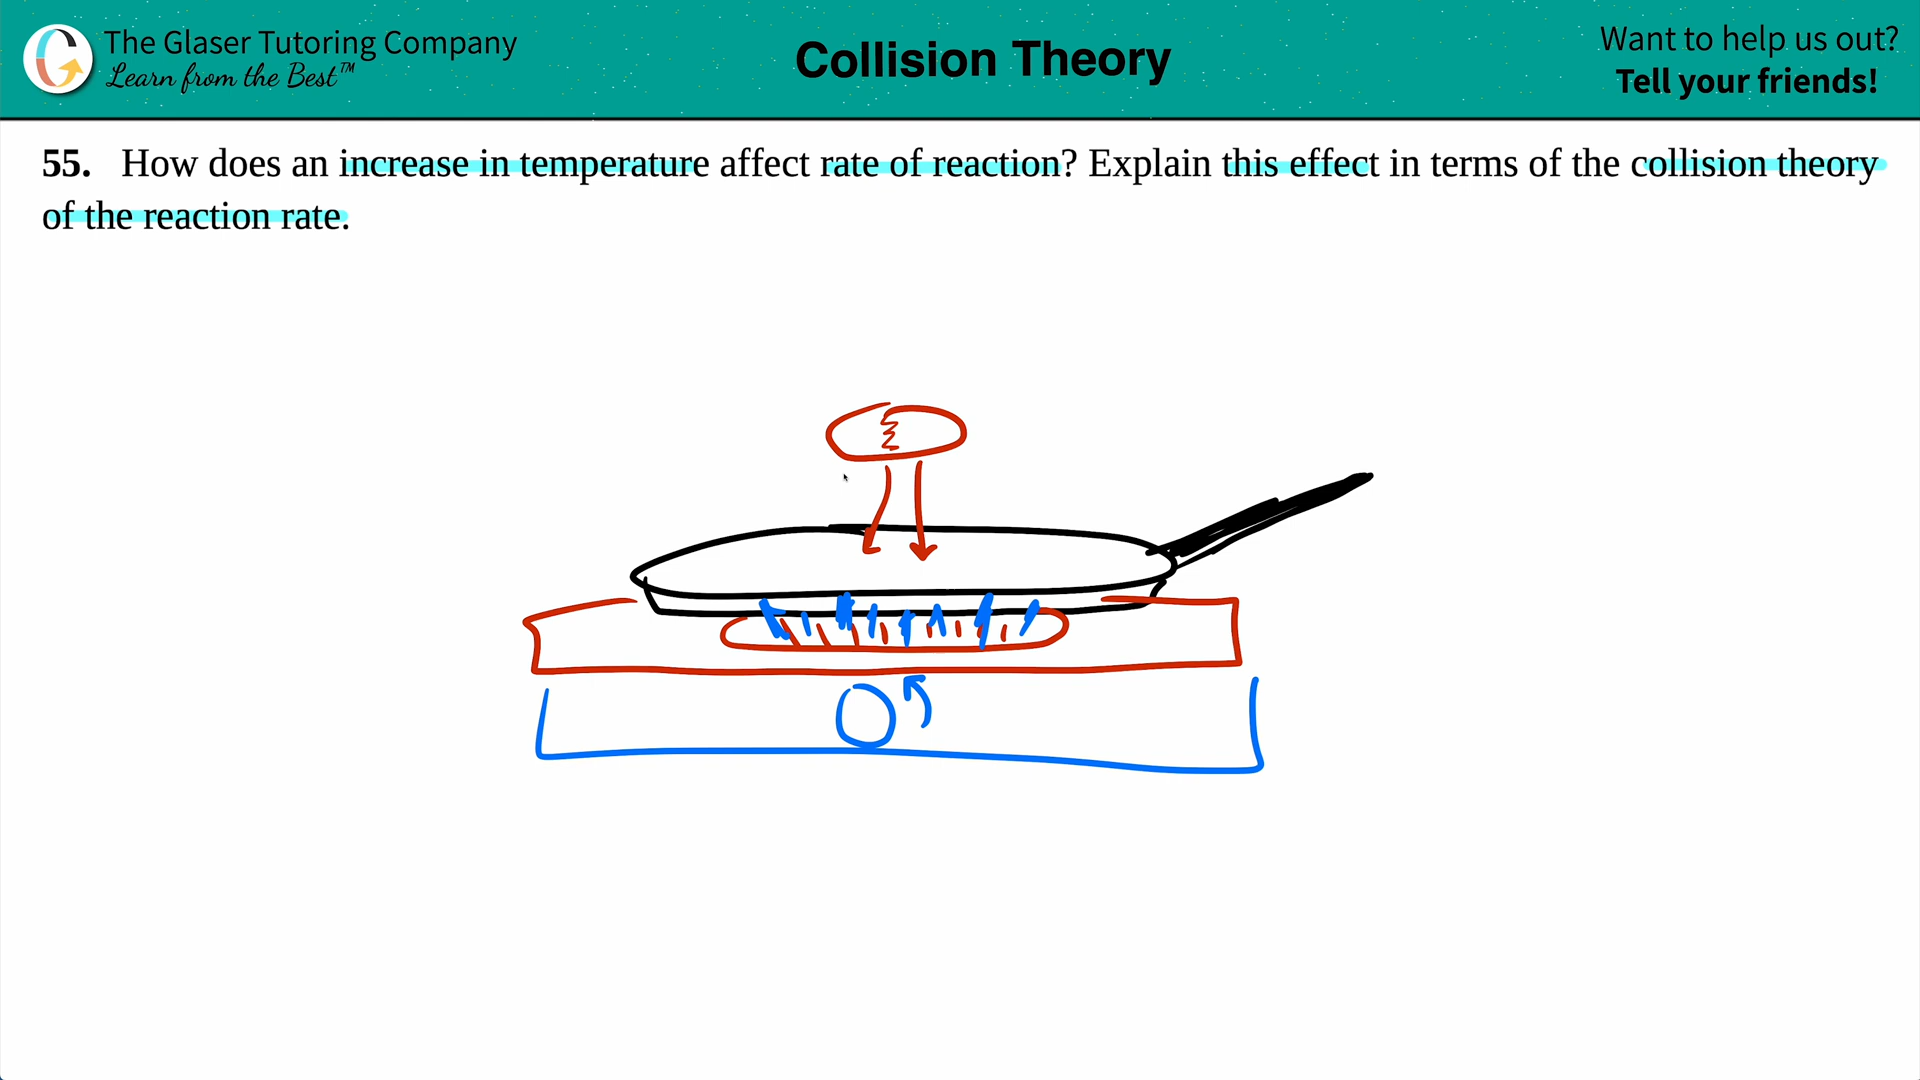 The Glaser Tutoring Company
Learn from the Best™
Collision Theory
Want to help us out?
Tell your friends!
55. How does an increase in temperature affect rate of reaction? Explain this effect in terms of the collision theory
of the reaction rate.